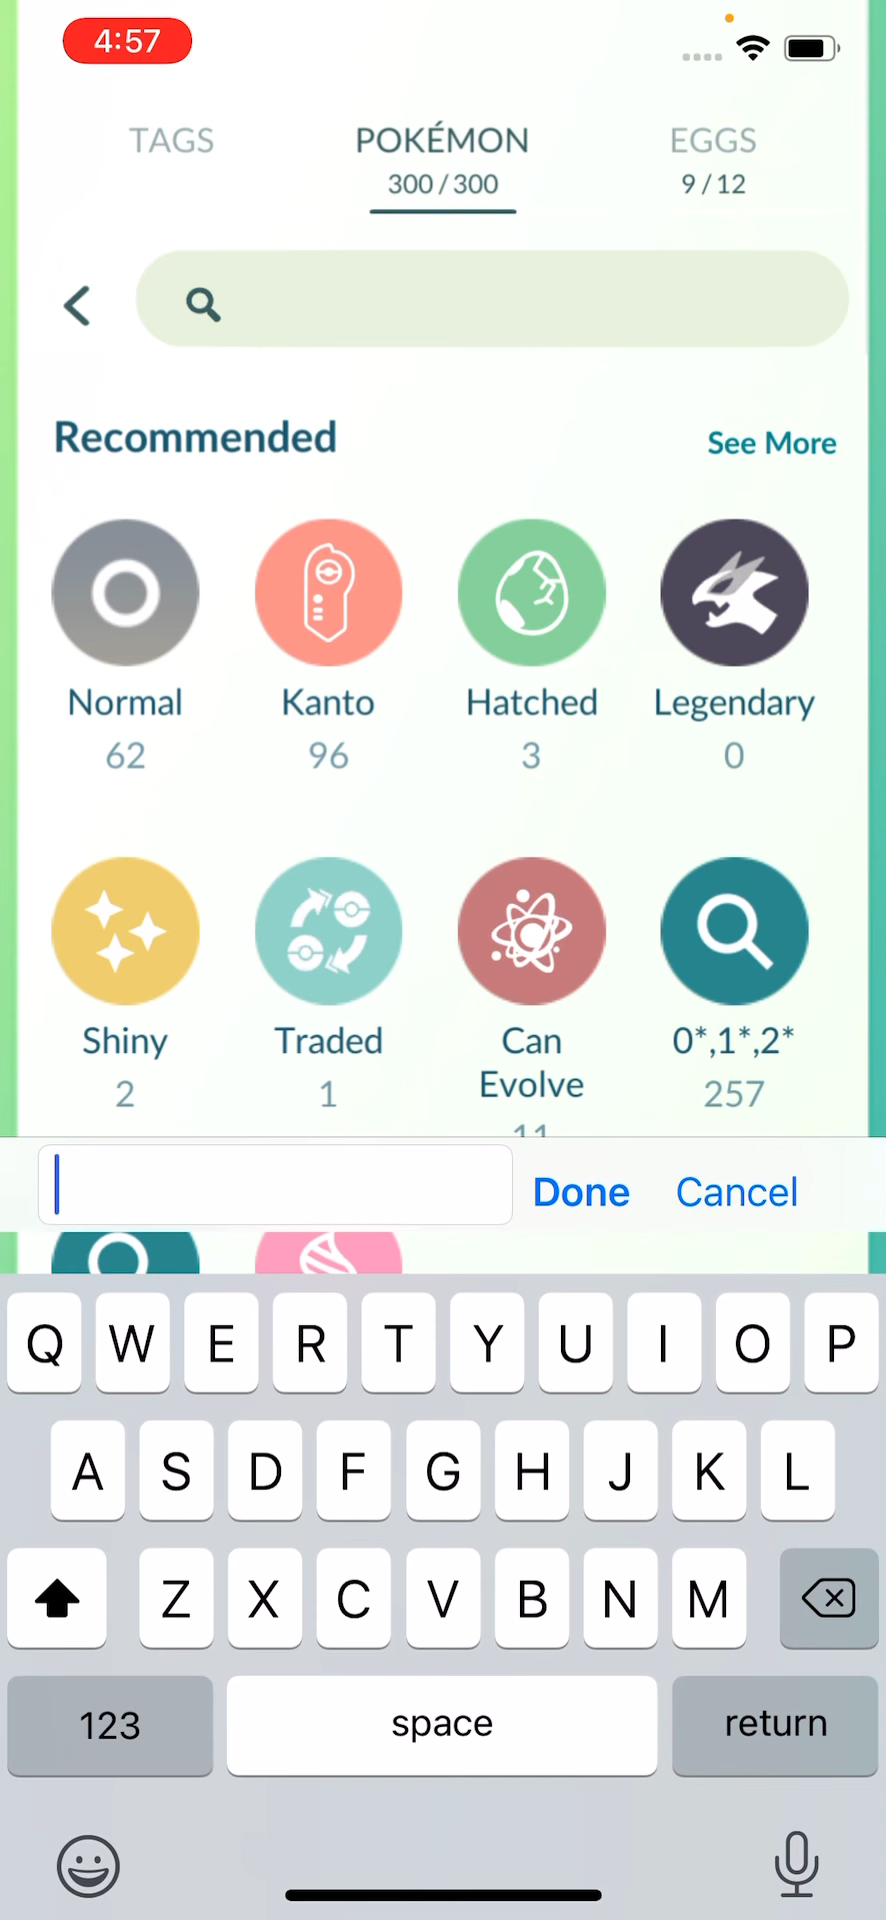 4:57
TAGS POKÉMON EGGS
300 / 300 9 / 12
Recommended See More
Normal Kanto Hatched Legendary
62 96 3 0
Shiny Traded Can Evolve 0*,1*,2*
2 1 11 257
Done Cancel
Q W E R T Y U I O P
A S D F G H J K L
Z X C V B N M
123 space return